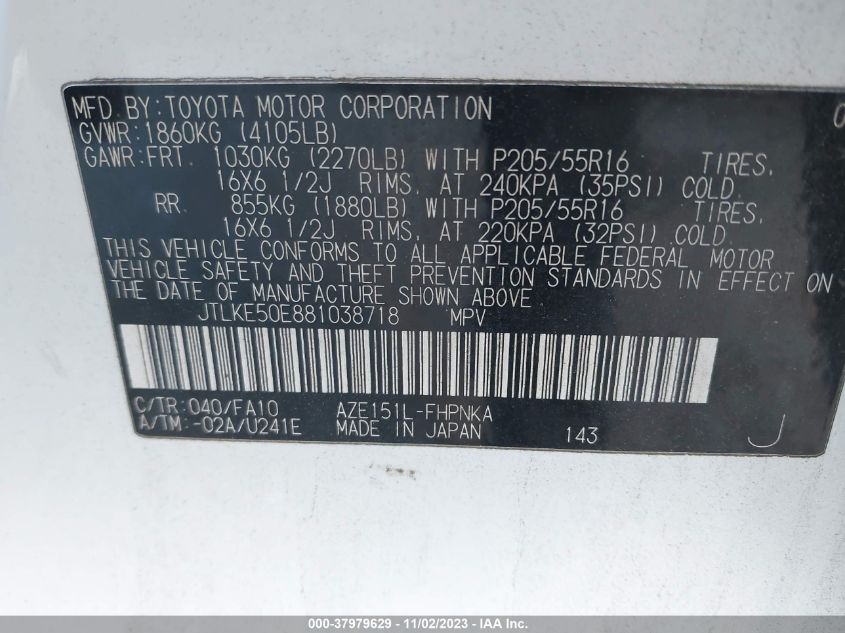 MFD. BY: TOYOTA MOTOR CORPORATION 0
GVWR: 1860KG (4105LB)
GAWR: FRT. 1030KG (2270LB) WITH P205/55R16 TIRES,
16X6 1/2J RIMS, AT 240KPA (35PSI) COLD.
RR. 855KG (1880LB) WITH P205/55R16 TIRES,
16X6 1/2J RIMS, AT 220KPA (32PSI) COLD.
THIS VEHICLE CONFORMS TO ALL APPLICABLE FEDERAL MOTOR
VEHICLE SAFETY AND THEFT PREVENTION STANDARDS IN EFFECT ON
THE DATE OF MANUFACTURE SHOWN ABOVE.
JTLKE50E881038718 MPV
C/TR: 040/FA10 AZE151L-FHPNKA
A/TM: -02A/U241E MADE IN JAPAN 143 J
000-37979629 - 11/02/2023 - IAA Inc.